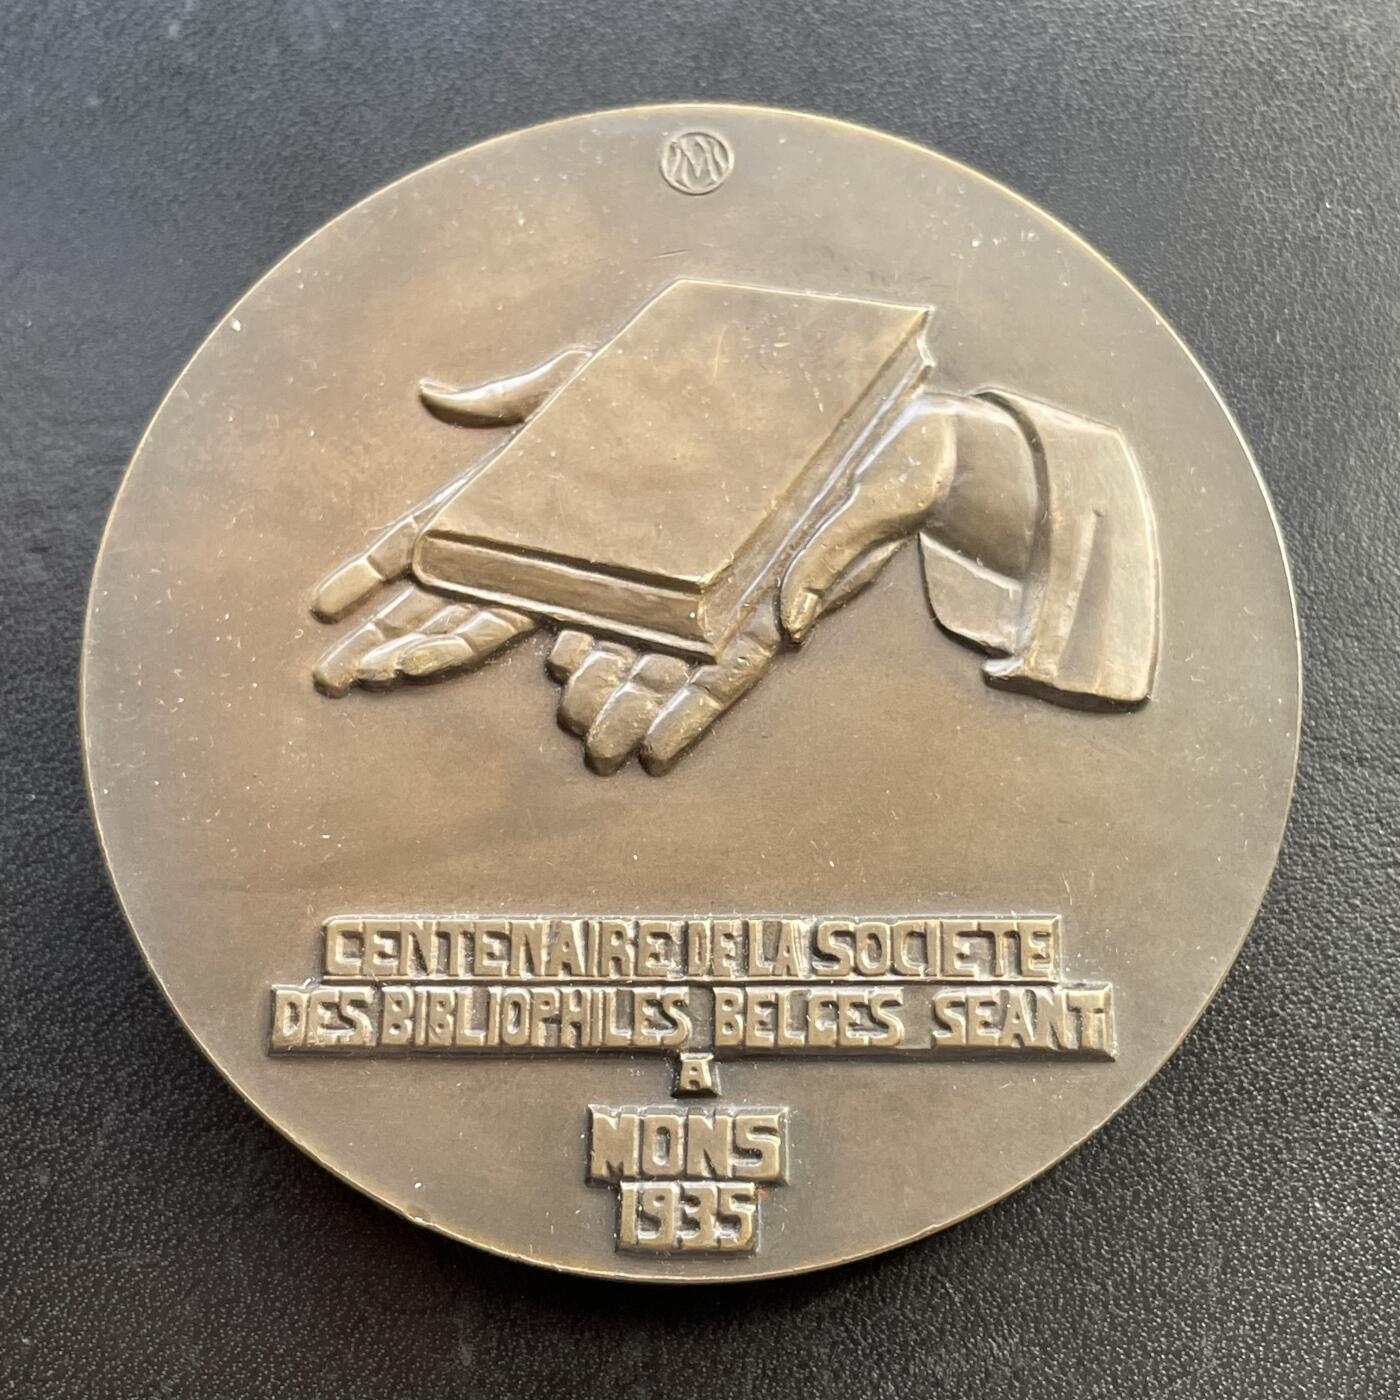 CENTENAIRE DE LA SOCIETE
DES BIBLIOPHILES BELGES SEANT
A
MONS
1935